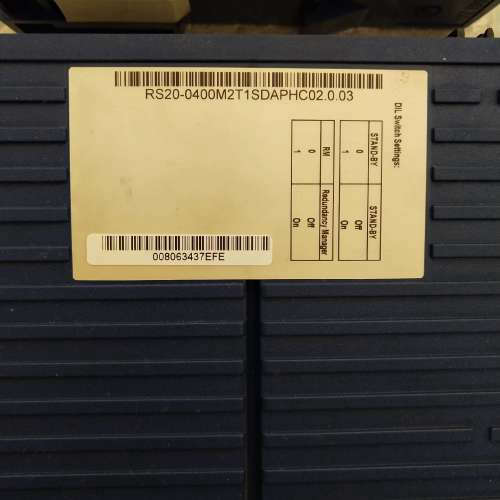 RS20-0400M2T1SDAPHC02.0.03
DIL Switch Settings:
STAND-BY STAND-BY
0 Off
1 On
RM Redundancy Manager
0 Off
1 On
008063437EFE